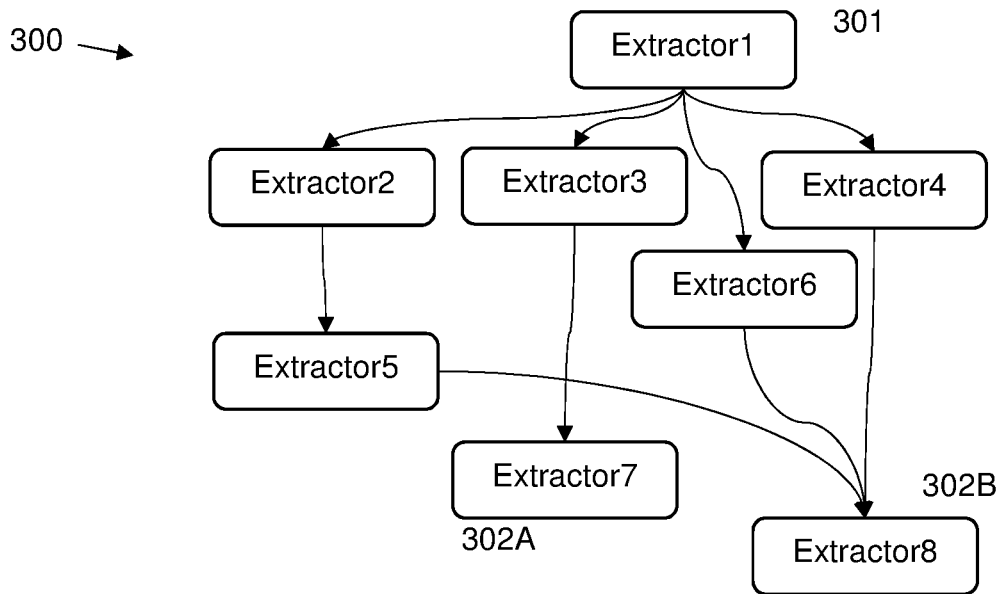 300
301
Extractor1
Extractor2
Extractor3
Extractor4
Extractor6
Extractor5
Extractor7
302A
302B
Extractor8